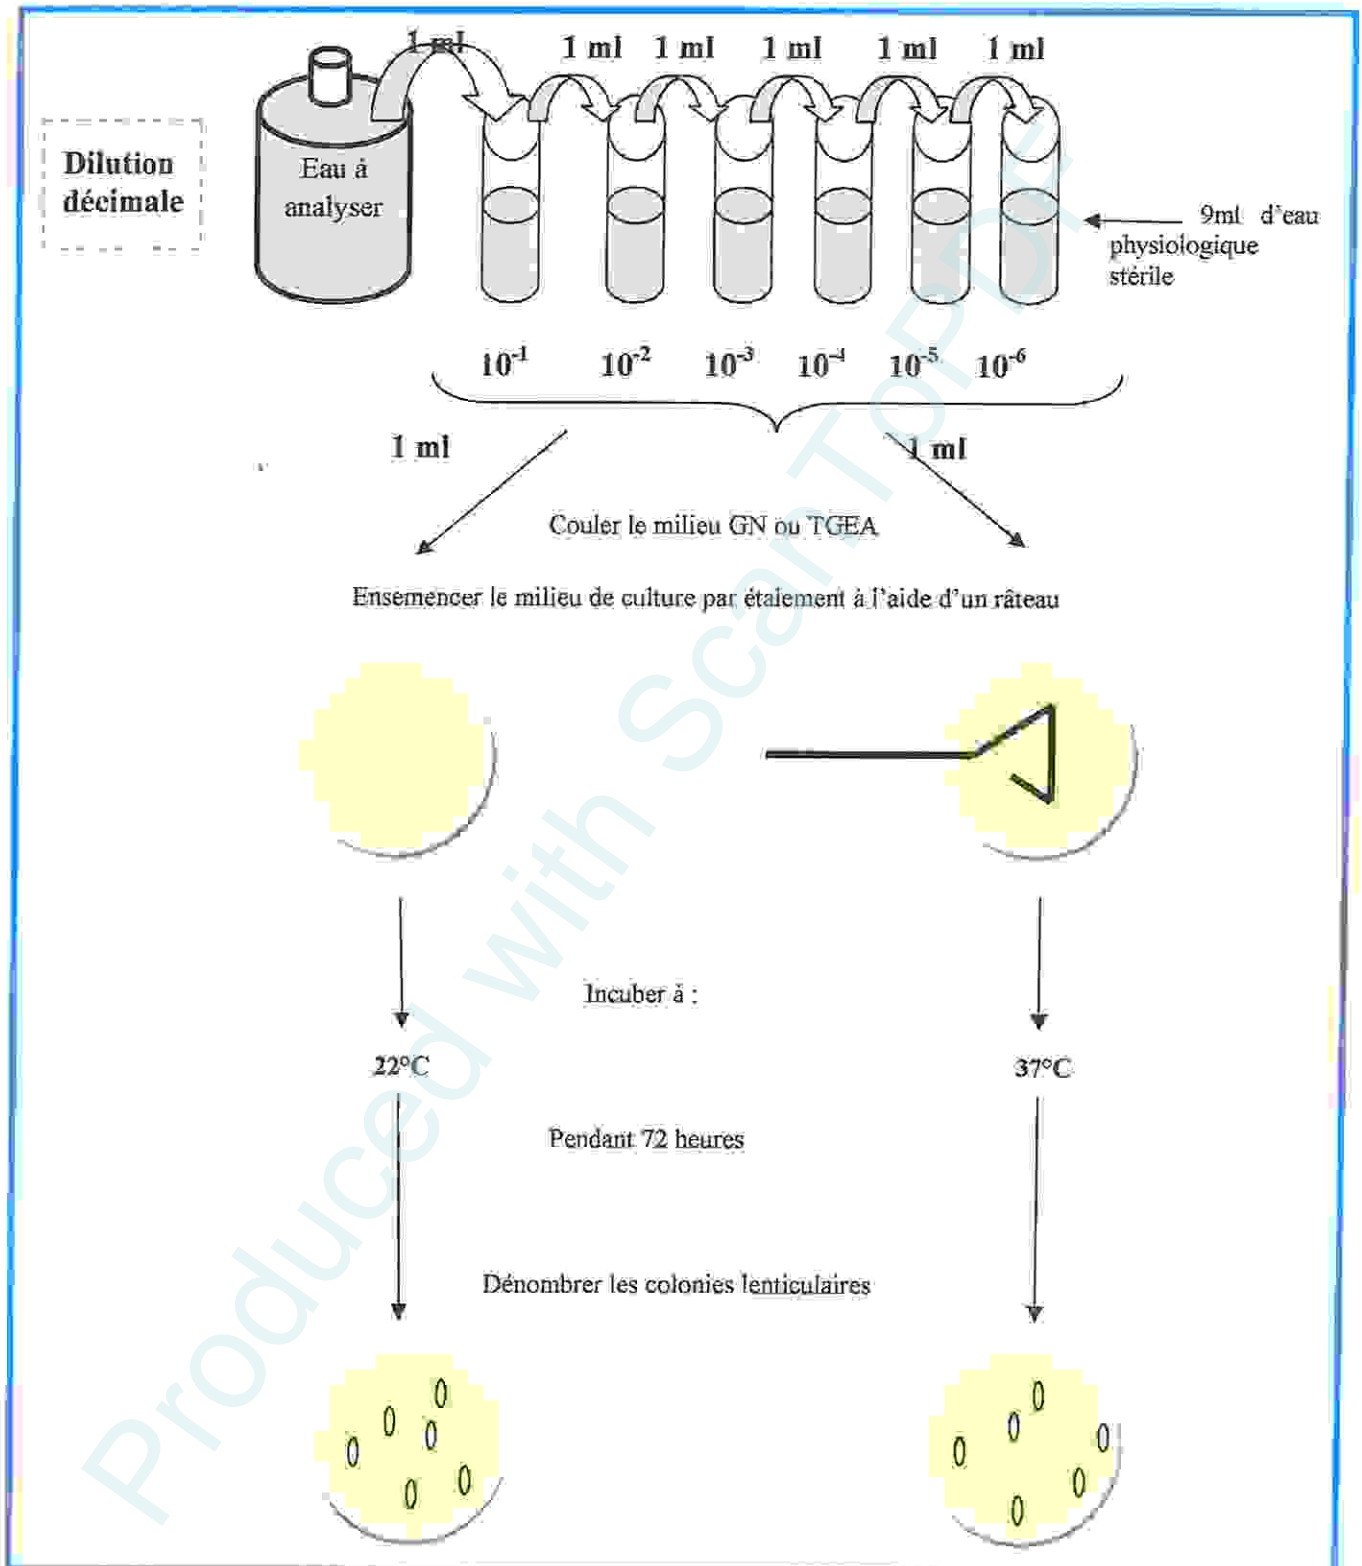 1 ml 1 ml 1 ml 1 ml 1 ml 1 ml
Dilution
décimale
Eau à
analyser
9ml d'eau
physiologique
stérile
10⁻¹ 10⁻² 10⁻³ 10⁻⁴ 10⁻⁵ 10⁻⁶
1 ml 1 ml
Couler le milieu GN ou TGEA
Ensemencer le milieu de culture par étalement à l'aide d'un râteau
Incuber à :
22°C 37°C
Pendant 72 heures
Dénombrer les colonies lenticulaires
Produced with ScanTOPDF